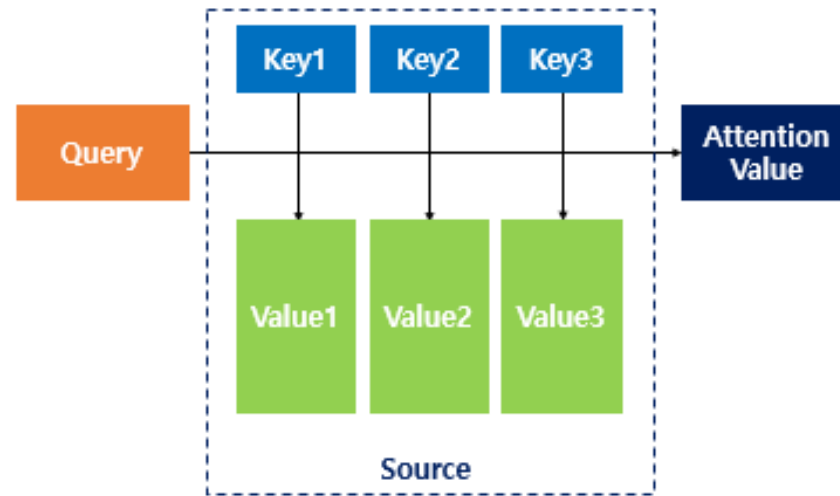 Key1 Key2 Key3
Query
Attention
Value
Value1 Value2 Value3
Source